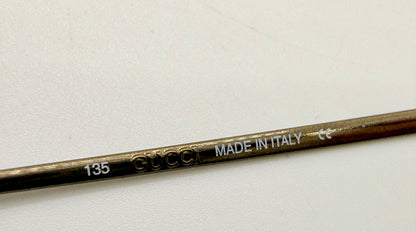 135 GUCCI MADE IN ITALY CE